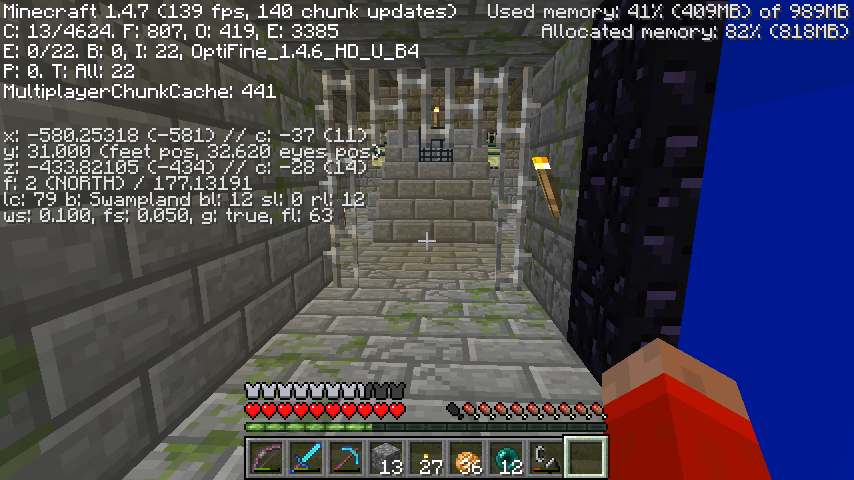 Minecraft 1.4.7 (139 fps, 140 chunk updates)
C: 13/4624. F: 807, O: 419, E: 3385
E: 0/22. B: 0, I: 22, OptiFine_1.4.6_HD_U_B4
P: 0. T: All: 22
MultiplayerChunkCache: 441
Used memory: 41% (409MB) of 989MB
Allocated memory: 82% (818MB)
x: -580.25318 (-581) // c: -37 (11)
y: 31.000 (feet pos, 32.620 eyes pos)
z: -433.82105 (-434) // c: -28 (14)
f: 2 (NORTH) / 177.13191
lc: 79 b: Swampland bl: 12 sl: 0 rl: 12
ws: 0.100, fs: 0.050, g: true, fl: 63
13 27 36 12